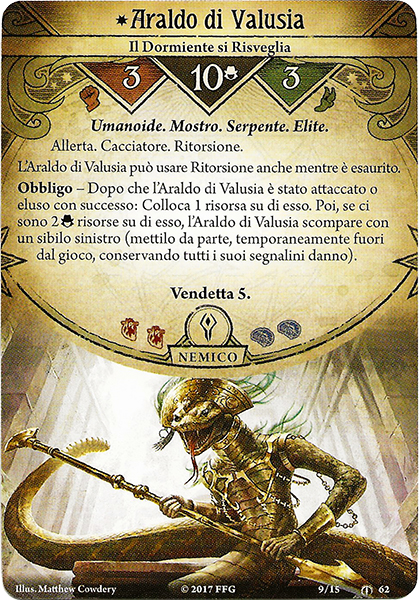 Araldo di Valusia
Il Dormiente si Risveglia
3 10 3
Umanoide. Mostro. Serpente. Elite.
Allerta. Cacciatore. Ritorsione.
L'Araldo di Valusia può usare Ritorsione anche mentre è esaurito.
Obbligo – Dopo che l'Araldo di Valusia è stato attaccato o
eluso con successo: Colloca 1 risorsa su di esso. Poi, se ci
sono 2 risorse su di esso, l'Araldo di Valusia scompare con
un sibilo sinistro (mettilo da parte, temporaneamente fuori
dal gioco, conservando tutti i suoi segnalini danno).
Vendetta 5.
NEMICO
Illus. Matthew Cowdery © 2017 FFG 9/15 62